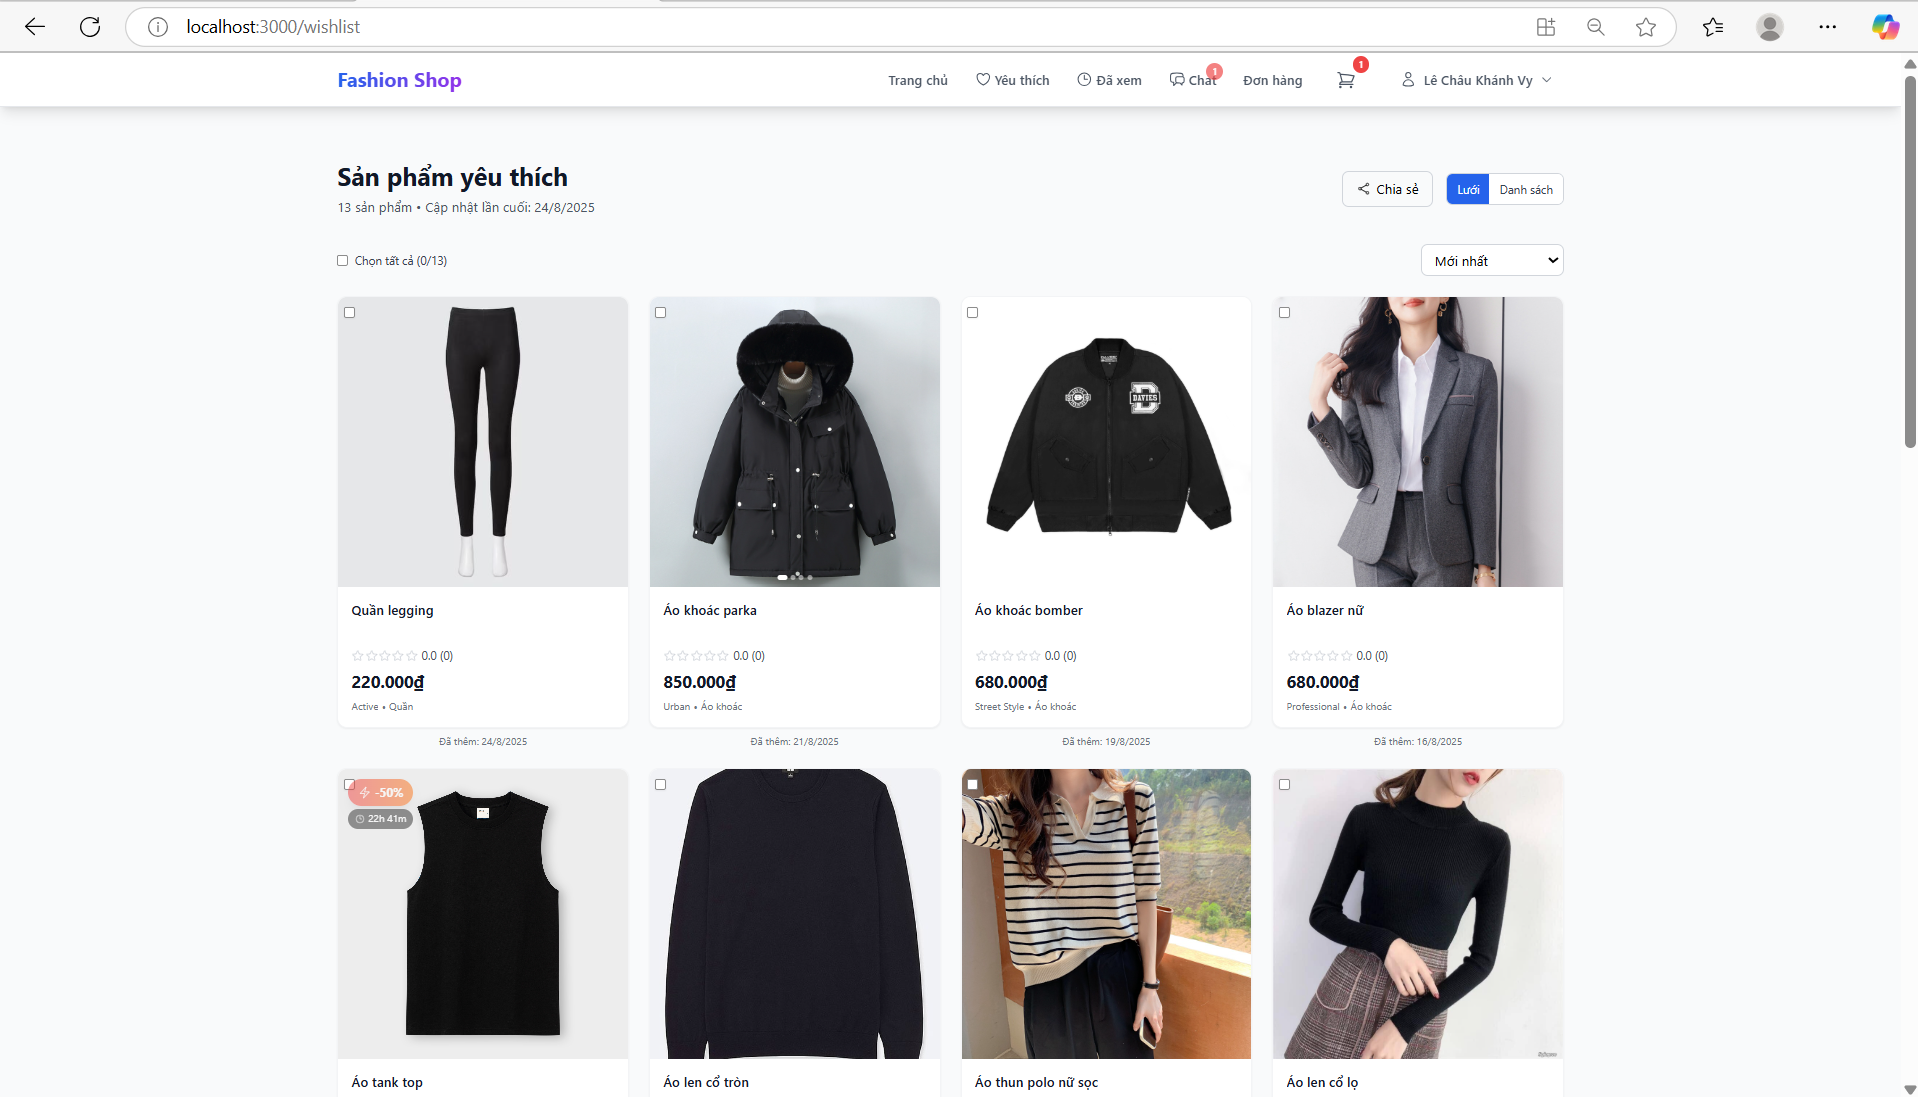 localhost:3000/wishlist
Fashion Shop
Trang chủ
Yêu thích
Đã xem
Chat
1
Đơn hàng
1
Lê Châu Khánh Vy
Sản phẩm yêu thích
13 sản phẩm • Cập nhật lần cuối: 24/8/2025
Chia sẻ
Lưới
Danh sách
Chọn tất cả (0/13)
Mới nhất
DAVIES
Quần legging
0.0 (0)
220.000₫
Active • Quần
Đã thêm: 24/8/2025
Áo khoác parka
0.0 (0)
850.000₫
Urban • Áo khoác
Đã thêm: 21/8/2025
Áo khoác bomber
0.0 (0)
680.000₫
Street Style • Áo khoác
Đã thêm: 19/8/2025
Áo blazer nữ
0.0 (0)
680.000₫
Professional • Áo khoác
Đã thêm: 16/8/2025
-50%
22h 41m
Áo tank top
Áo len cổ tròn
Áo thun polo nữ sọc
Áo len cổ lọ